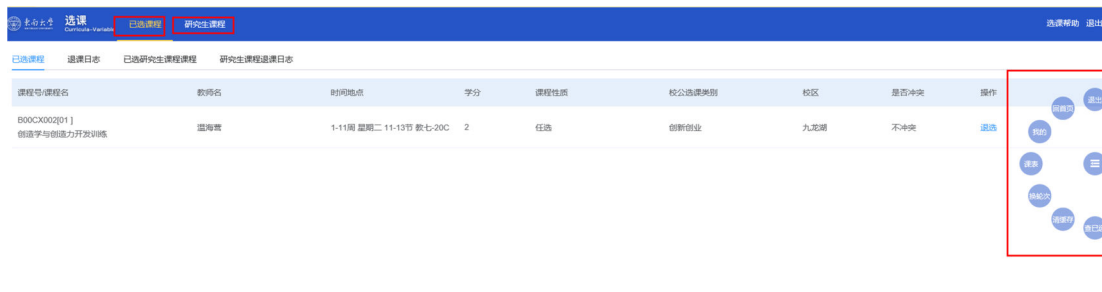 东南大学 选课 已选课程 研究生课程 选课帮助 退出
Curricula-Variable
已选课程 退课日志 已选研究生课程课程 研究生课程退课日志
课程号/课程名 教师名 时间地点 学分 课程性质 校公选课类别 校区 是否冲突 操作
B00CX002[01]
创造学与创造力开发训练 温海营 1-11周 星期二 11-13节 教七-20C 2 任选 创新创业 九龙湖 不冲突 退选
退出
回首页
我的
课表
换轮次
清缓存
查已选